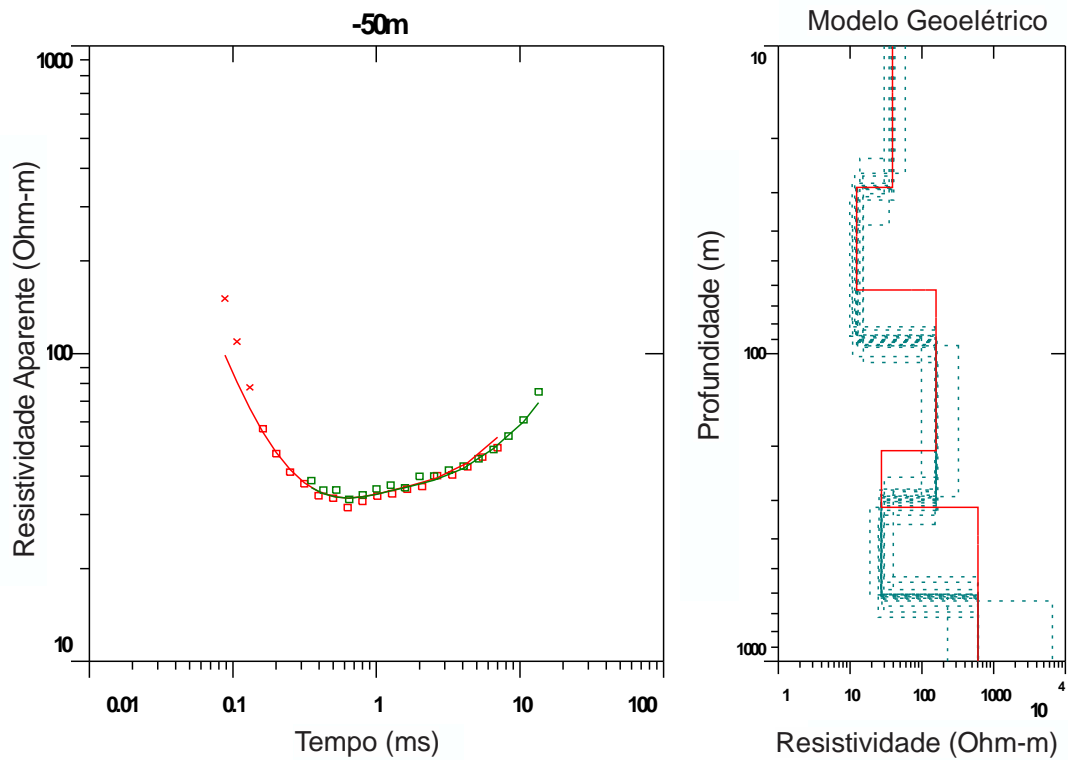 -50m
1000
100
10
Resistividade Aparente (Ohm-m)
0.01 0.1 1 10 100
Tempo (ms)
Modelo Geoelétrico
10
100
1000
Profundidade (m)
1 10 100 1000 10 4
Resistividade (Ohm-m)